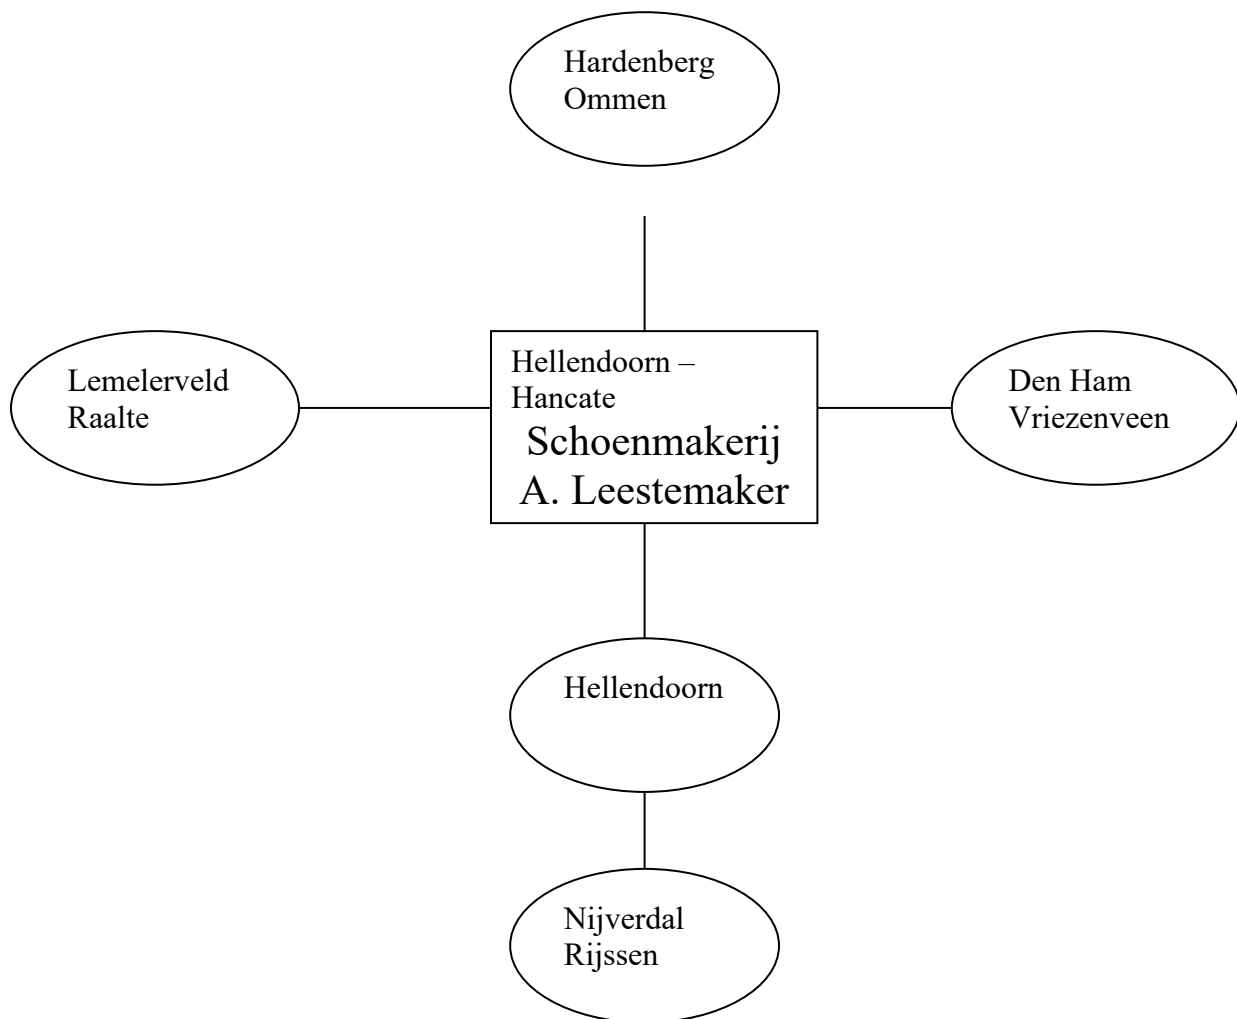 Hardenberg
Ommen
Lemelerveld
Raalte
Hellendoorn –
Hancate
Schoenmakerij
A. Leestemaker
Den Ham
Vriezenveen
Hellendoorn
Nijverdal
Rijssen